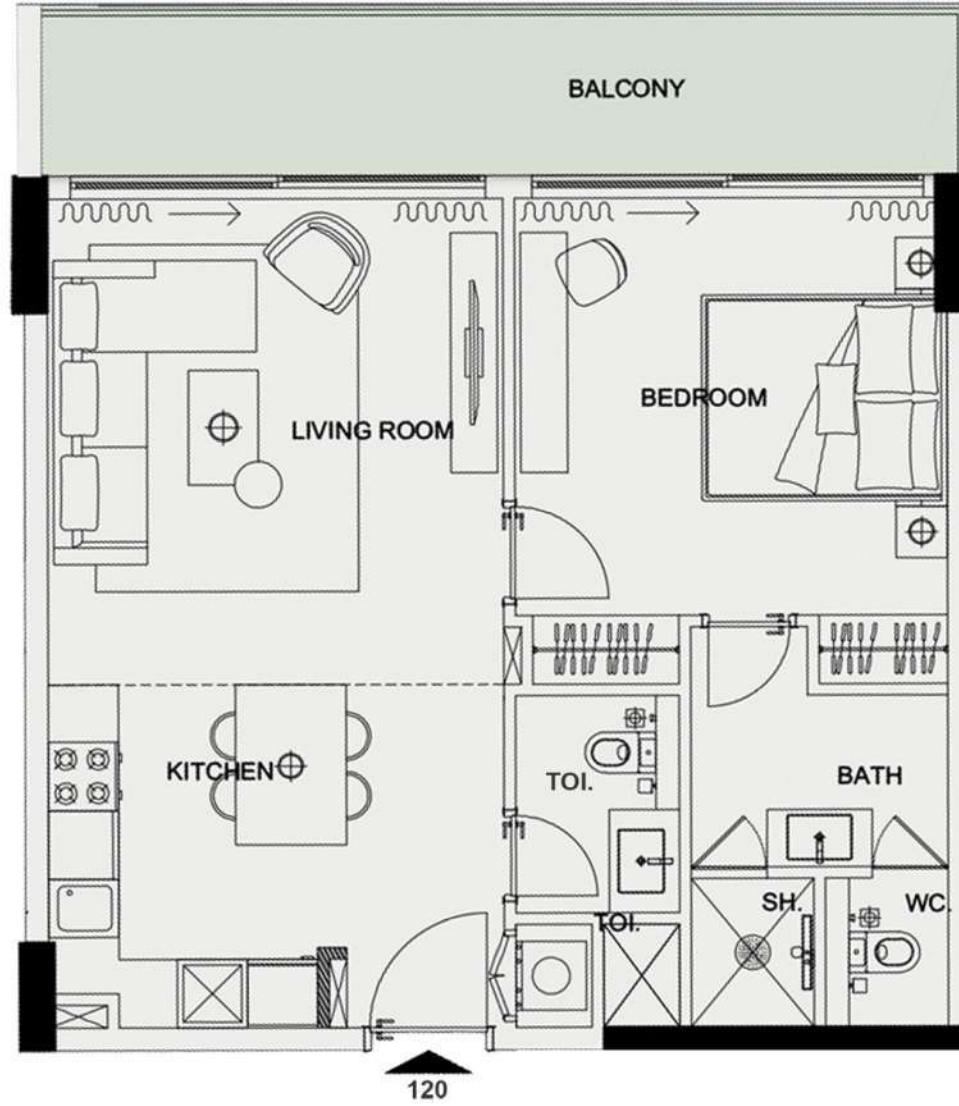 BALCONY
BEDROOM
LIVING ROOM
KITCHEN
TOI.
BATH
SH.
WC.
TOI.
120